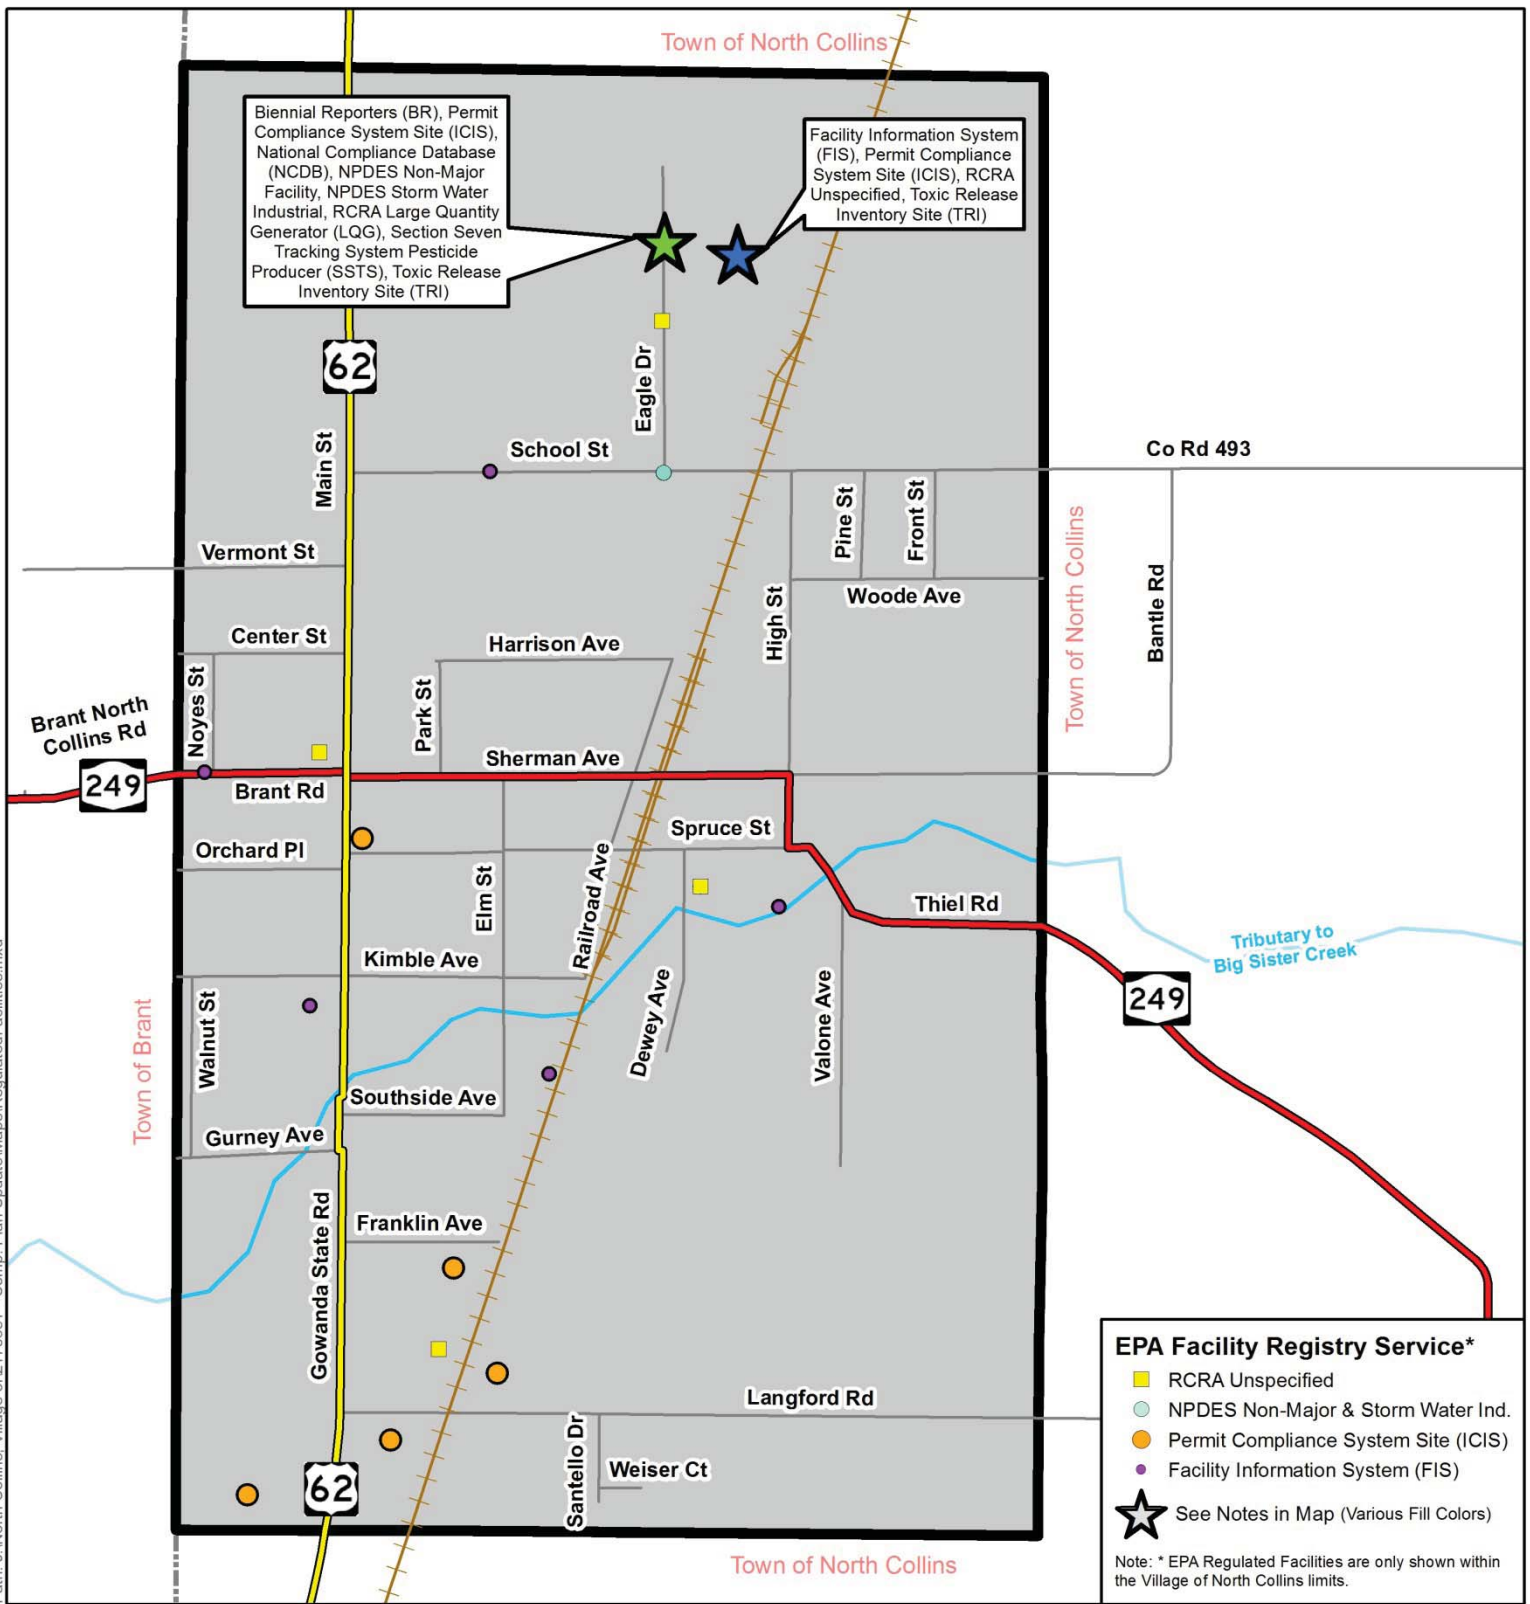 Town of North Collins
Biennial Reporters (BR), Permit
Compliance System Site (ICIS),
National Compliance Database
(NCDB), NPDES Non-Major
Facility, NPDES Storm Water
Industrial, RCRA Large Quantity
Generator (LQG), Section Seven
Tracking System Pesticide
Producer (SSTS), Toxic Release
Inventory Site (TRI)
Facility Information System
(FIS), Permit Compliance
System Site (ICIS), RCRA
Unspecified, Toxic Release
Inventory Site (TRI)
62
Eagle Dr
Main St
School St
Co Rd 493
Pine St
Front St
Vermont St
Woode Ave
High St
Bantle Rd
Town of North Collins
Center St
Harrison Ave
Noyes St
Park St
Brant North
Collins Rd
249
Sherman Ave
Brant Rd
Spruce St
Orchard Pl
Elm St
Railroad Ave
Thiel Rd
Tributary to
Big Sister Creek
Kimble Ave
249
Walnut St
Dewey Ave
Valone Ave
Town of Brant
Southside Ave
Gurney Ave
Franklin Ave
Gowanda State Rd
Langford Rd
Santello Dr
Weiser Ct
62
Town of North Collins
EPA Facility Registry Service*
RCRA Unspecified
NPDES Non-Major & Storm Water Ind.
Permit Compliance System Site (ICIS)
Facility Information System (FIS)
See Notes in Map (Various Fill Colors)
Note: * EPA Regulated Facilities are only shown within
the Village of North Collins limits.